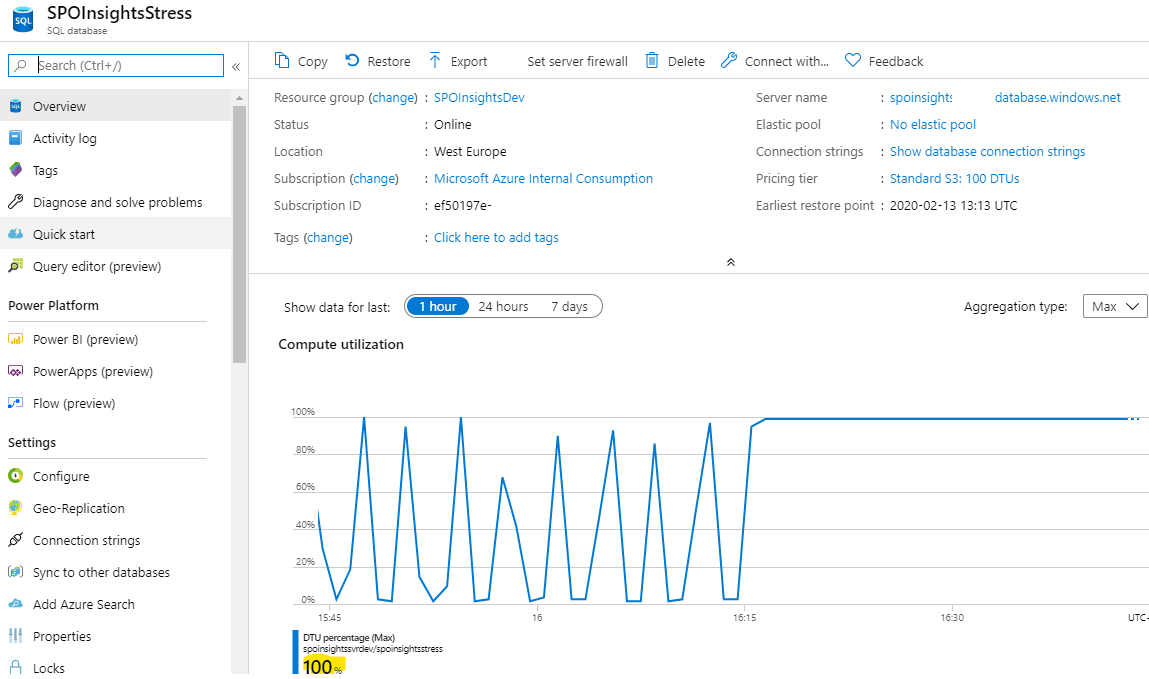 SQL
SPOInsightsStress
SQL database
Search (Ctrl+/)
«
Overview
Activity log
Tags
Diagnose and solve problems
Quick start
Query editor (preview)
Power Platform
Power BI (preview)
PowerApps (preview)
Flow (preview)
Settings
Configure
Geo-Replication
Connection strings
Sync to other databases
Add Azure Search
Properties
Locks
Copy Restore Export Set server firewall Delete Connect with... Feedback
Resource group (change) : SPOInsightsDev
Status : Online
Location : West Europe
Subscription (change) : Microsoft Azure Internal Consumption
Subscription ID : ef50197e-
Tags (change) : Click here to add tags
Server name : spoinsights database.windows.net
Elastic pool : No elastic pool
Connection strings : Show database connection strings
Pricing tier : Standard S3: 100 DTUs
Earliest restore point : 2020-02-13 13:13 UTC
Show data for last: 1 hour 24 hours 7 days
Aggregation type: Max
Compute utilization
100%
80%
60%
40%
20%
0%
15:45 16 16:15 16:30 UTC-
DTU percentage (Max)
spoinsightssvrdev/spoinsightsstress
100 %